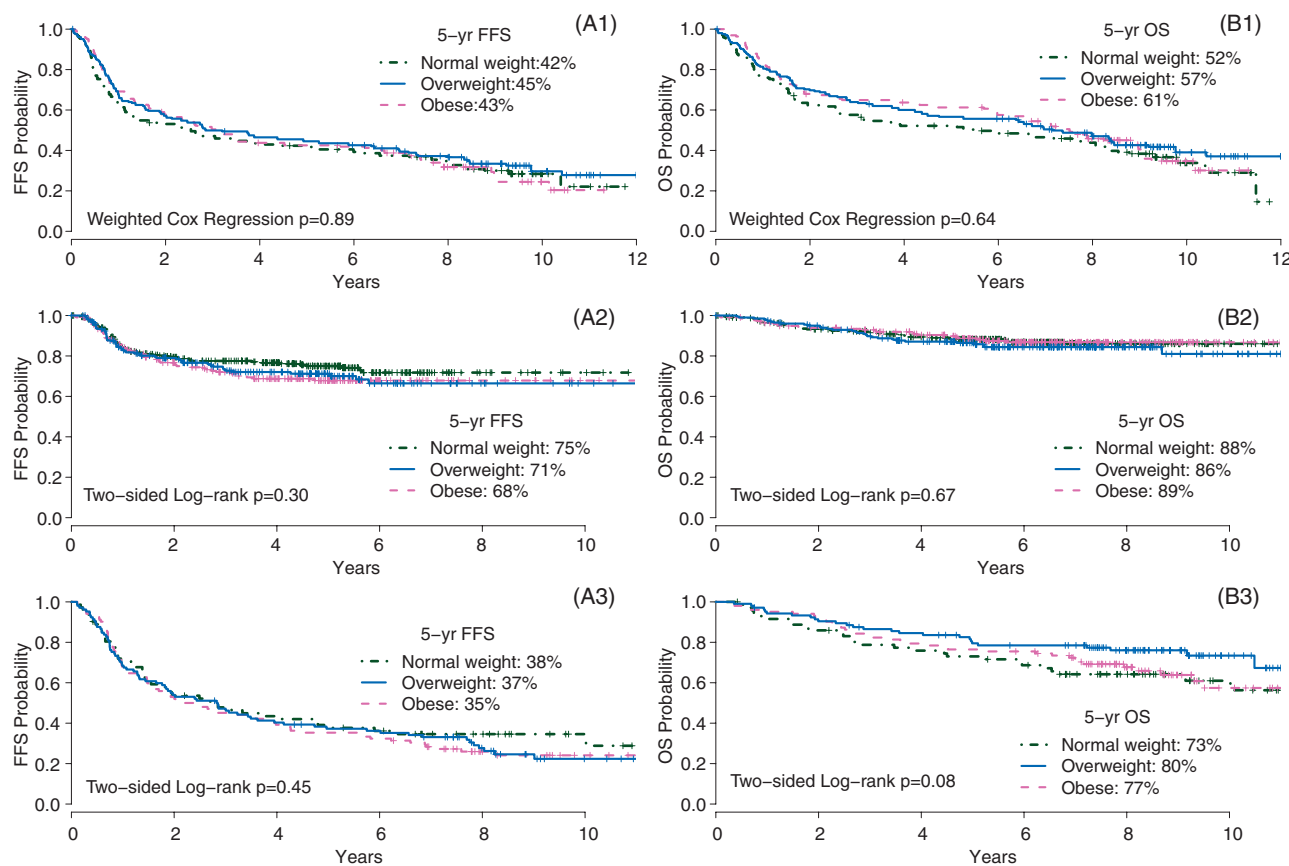 (A1)
5−yr FFS
Normal weight:42%
Overweight:45%
Obese:43%
1.0
0.8
0.6
0.4
0.2
0.0
FFS Probability
Weighted Cox Regression p=0.89
0 2 4 6 8 10 12
Years
(B1)
5−yr OS
Normal weight: 52%
Overweight: 57%
Obese: 61%
1.0
0.8
0.6
0.4
0.2
0.0
OS Probability
Weighted Cox Regression p=0.64
0 2 4 6 8 10 12
Years
(A2)
1.0
0.8
0.6
0.4
0.2
0.0
FFS Probability
5−yr FFS
Normal weight: 75%
Overweight: 71%
Obese: 68%
Two−sided Log−rank p=0.30
0 2 4 6 8 10
Years
(B2)
1.0
0.8
0.6
0.4
0.2
0.0
OS Probability
5−yr OS
Normal weight: 88%
Overweight: 86%
Obese: 89%
Two−sided Log−rank p=0.67
0 2 4 6 8 10
Years
(A3)
1.0
0.8
0.6
0.4
0.2
0.0
FFS Probability
5−yr FFS
Normal weight: 38%
Overweight: 37%
Obese: 35%
Two−sided Log−rank p=0.45
0 2 4 6 8 10
Years
(B3)
1.0
0.8
0.6
0.4
0.2
0.0
OS Probability
5−yr OS
Normal weight: 73%
Overweight: 80%
Obese: 77%
Two−sided Log−rank p=0.08
0 2 4 6 8 10
Years